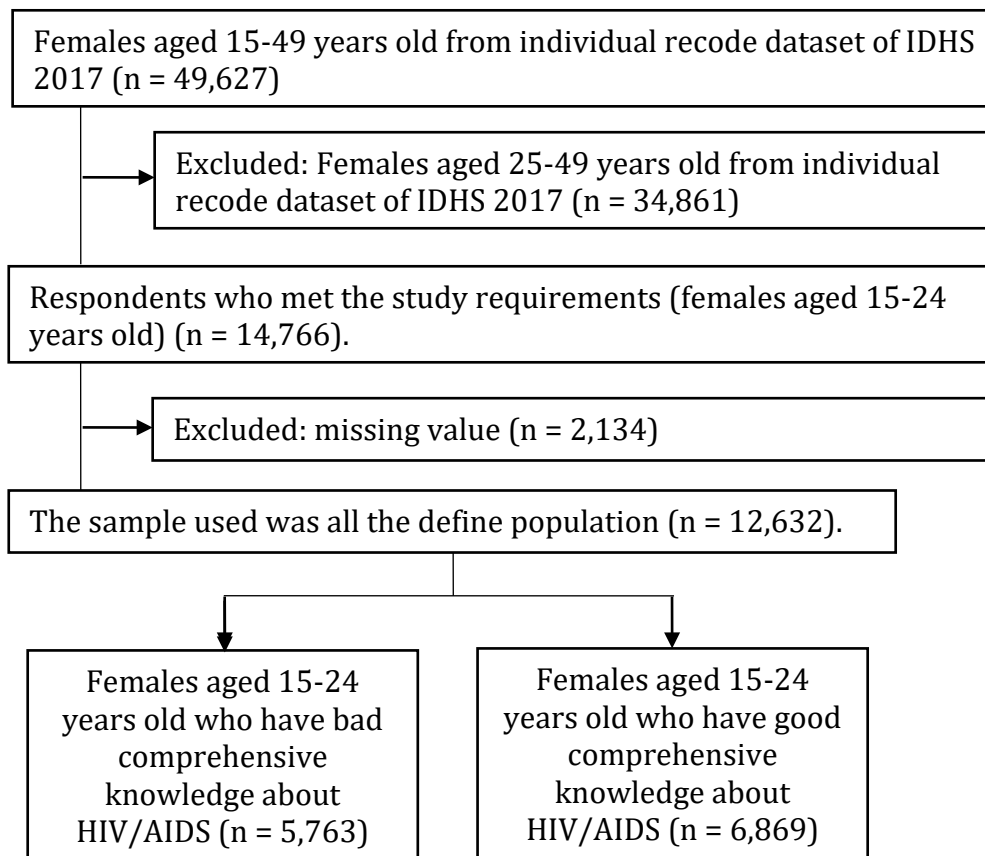 Females aged 15-49 years old from individual recode dataset of IDHS
2017 (n = 49,627)
Excluded: Females aged 25-49 years old from individual
recode dataset of IDHS 2017 (n = 34,861)
Respondents who met the study requirements (females aged 15-24
years old) (n = 14,766).
Excluded: missing value (n = 2,134)
The sample used was all the define population (n = 12,632).
Females aged 15-24
years old who have bad
comprehensive
knowledge about
HIV/AIDS (n = 5,763)
Females aged 15-24
years old who have good
comprehensive
knowledge about
HIV/AIDS (n = 6,869)